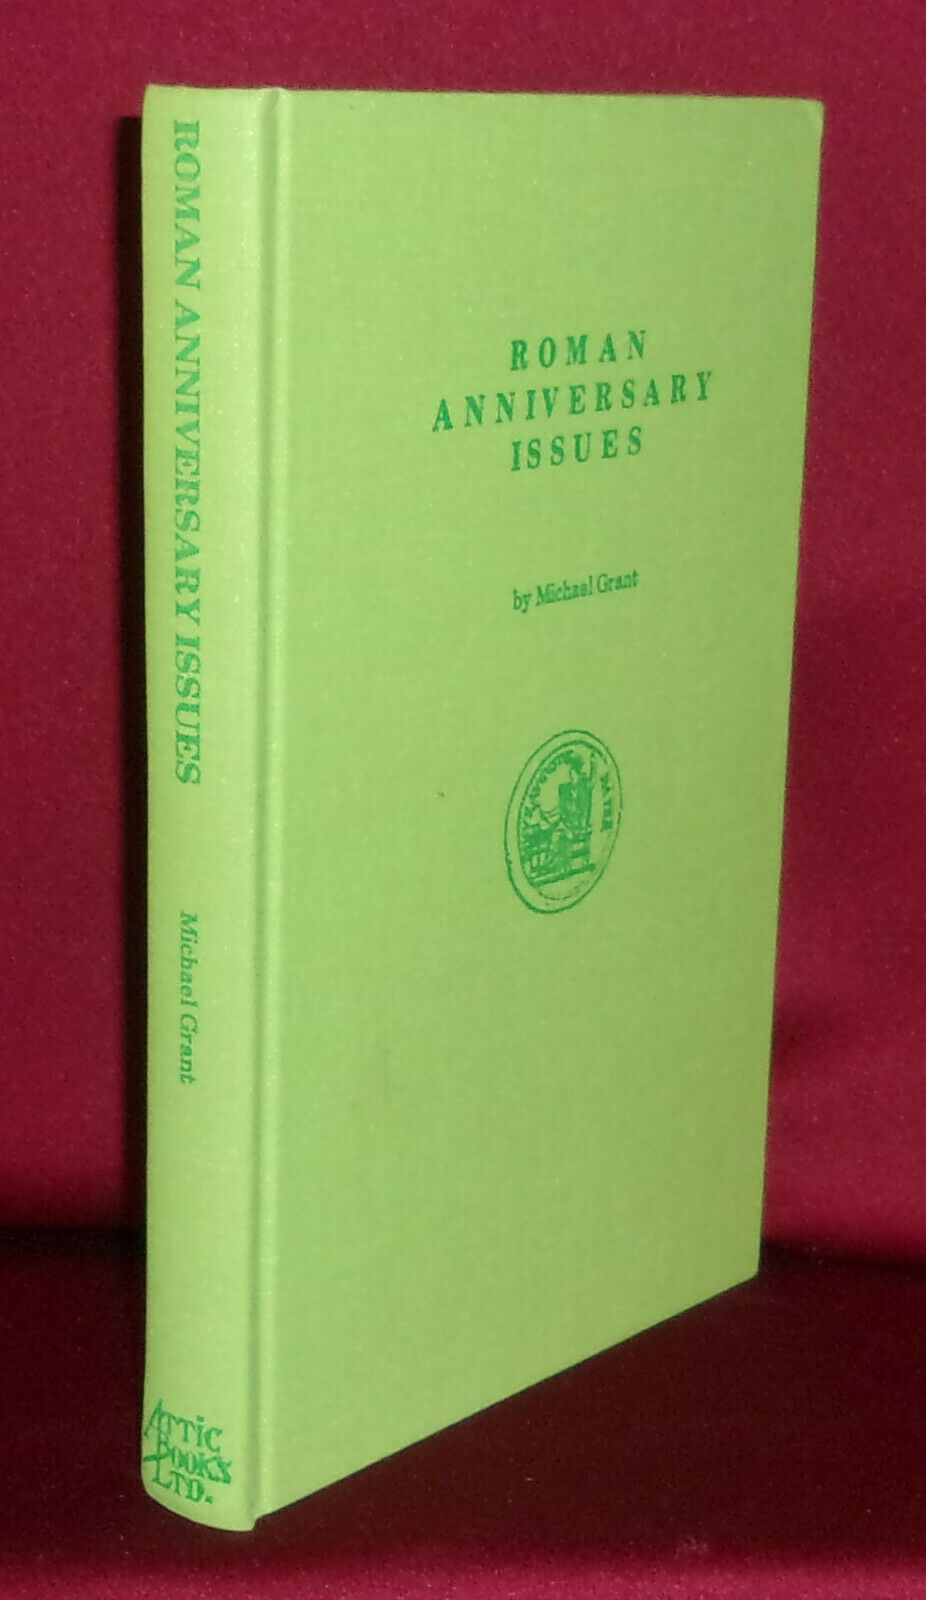 ROMAN ANNIVERSARY ISSUES
Michael Grant
ATTiC
BOOKS
LTD.
ROMAN
ANNIVERSARY
ISSUES
by Michael Grant